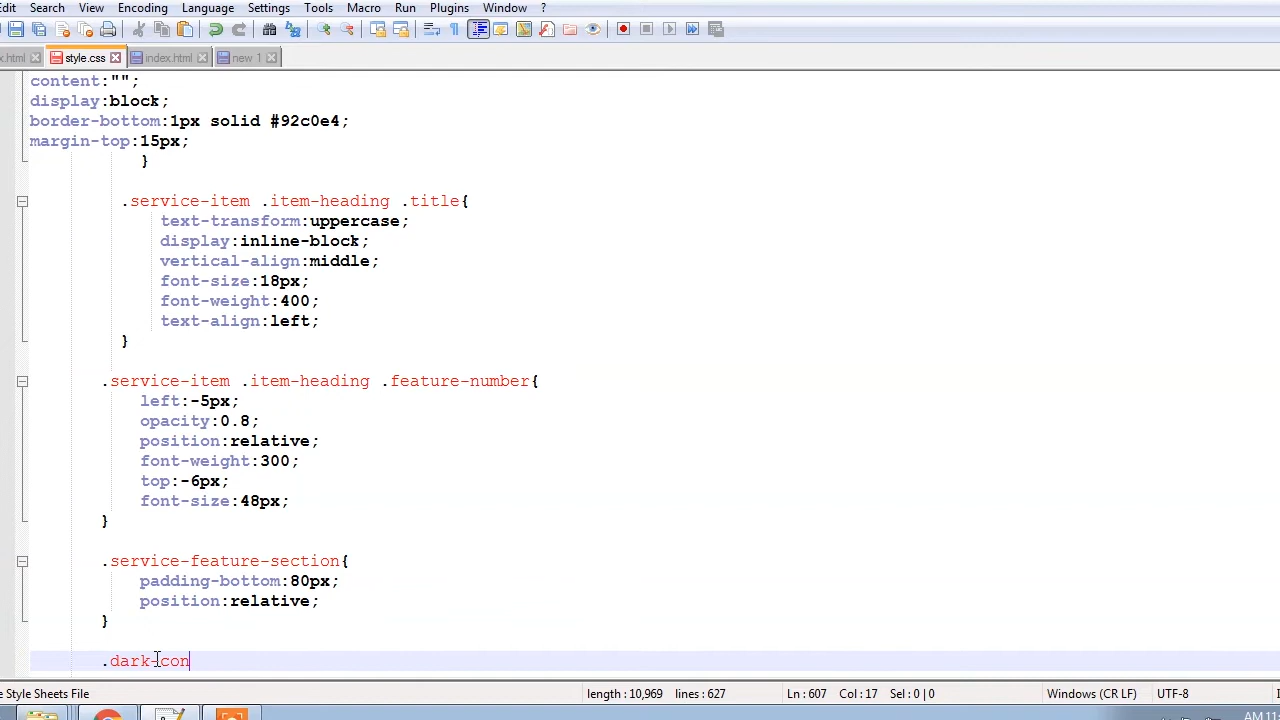 Edit Search View Encoding Language Settings Tools Macro Run Plugins Window ?
x.html style.css index.html new 1
content:"";
display:block;
border-bottom:1px solid #92c0e4;
margin-top:15px;
}
.service-item .item-heading .title{
text-transform:uppercase;
display:inline-block;
vertical-align:middle;
font-size:18px;
font-weight:400;
text-align:left;
}
.service-item .item-heading .feature-number{
left:-5px;
opacity:0.8;
position:relative;
font-weight:300;
top:-6px;
font-size:48px;
}
.service-feature-section{
padding-bottom:80px;
position:relative;
}
.dark-con
e Style Sheets File length : 10,969 lines : 627 Ln : 607 Col : 17 Sel : 0 | 0 Windows (CR LF) UTF-8